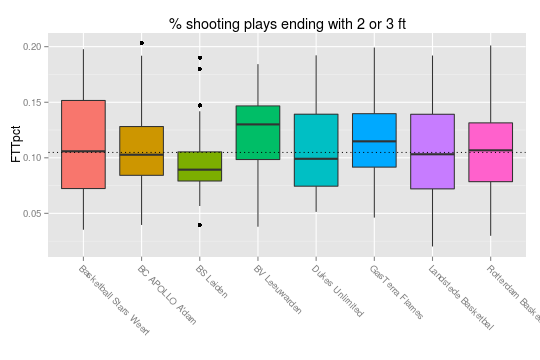 % shooting plays ending with 2 or 3 ft
FTTpct
0.20
0.15
0.10
0.05
Basketball Stars Weert
BC APOLLO A'dam
BS Leiden
BV Leeuwarden
Dukes Unlimited
GasTerra Flames
Landstede Basketbal
Rotterdam Baske